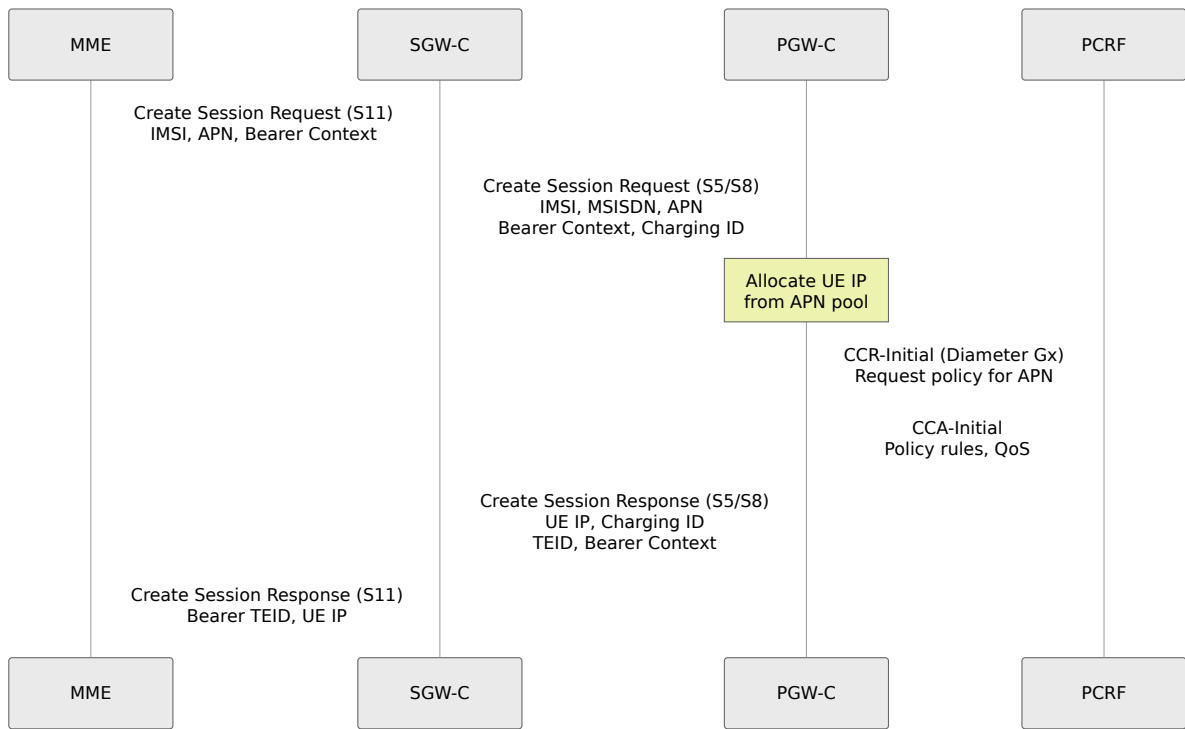 MME
SGW-C
PGW-C
PCRF
Create Session Request (S11)
IMSI, APN, Bearer Context
Create Session Request (S5/S8)
IMSI, MSISDN, APN
Bearer Context, Charging ID
Allocate UE IP
from APN pool
CCR-Initial (Diameter Gx)
Request policy for APN
CCA-Initial
Policy rules, QoS
Create Session Response (S5/S8)
UE IP, Charging ID
TEID, Bearer Context
Create Session Response (S11)
Bearer TEID, UE IP
MME
SGW-C
PGW-C
PCRF